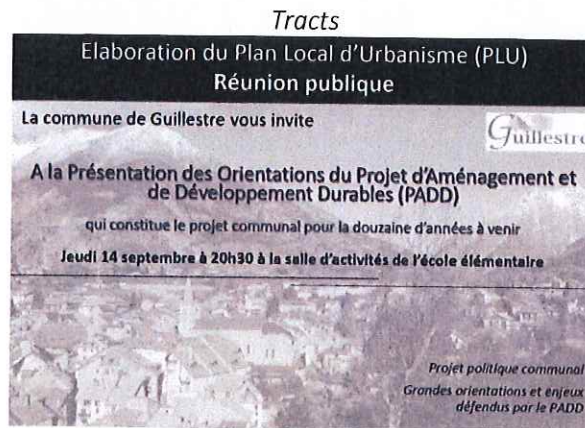 Tracts
Elaboration du Plan Local d'Urbanisme (PLU)
Réunion publique
La commune de Guillestre vous invite
Guillestre
A la Présentation des Orientations du Projet d'Aménagement et
de Développement Durables (PADD)
qui constitue le projet communal pour la douzaine d'années à venir
Jeudi 14 septembre à 20h30 à la salle d'activités de l'école élémentaire
Projet politique communal
Grandes orientations et enjeux
défendus par le PADD